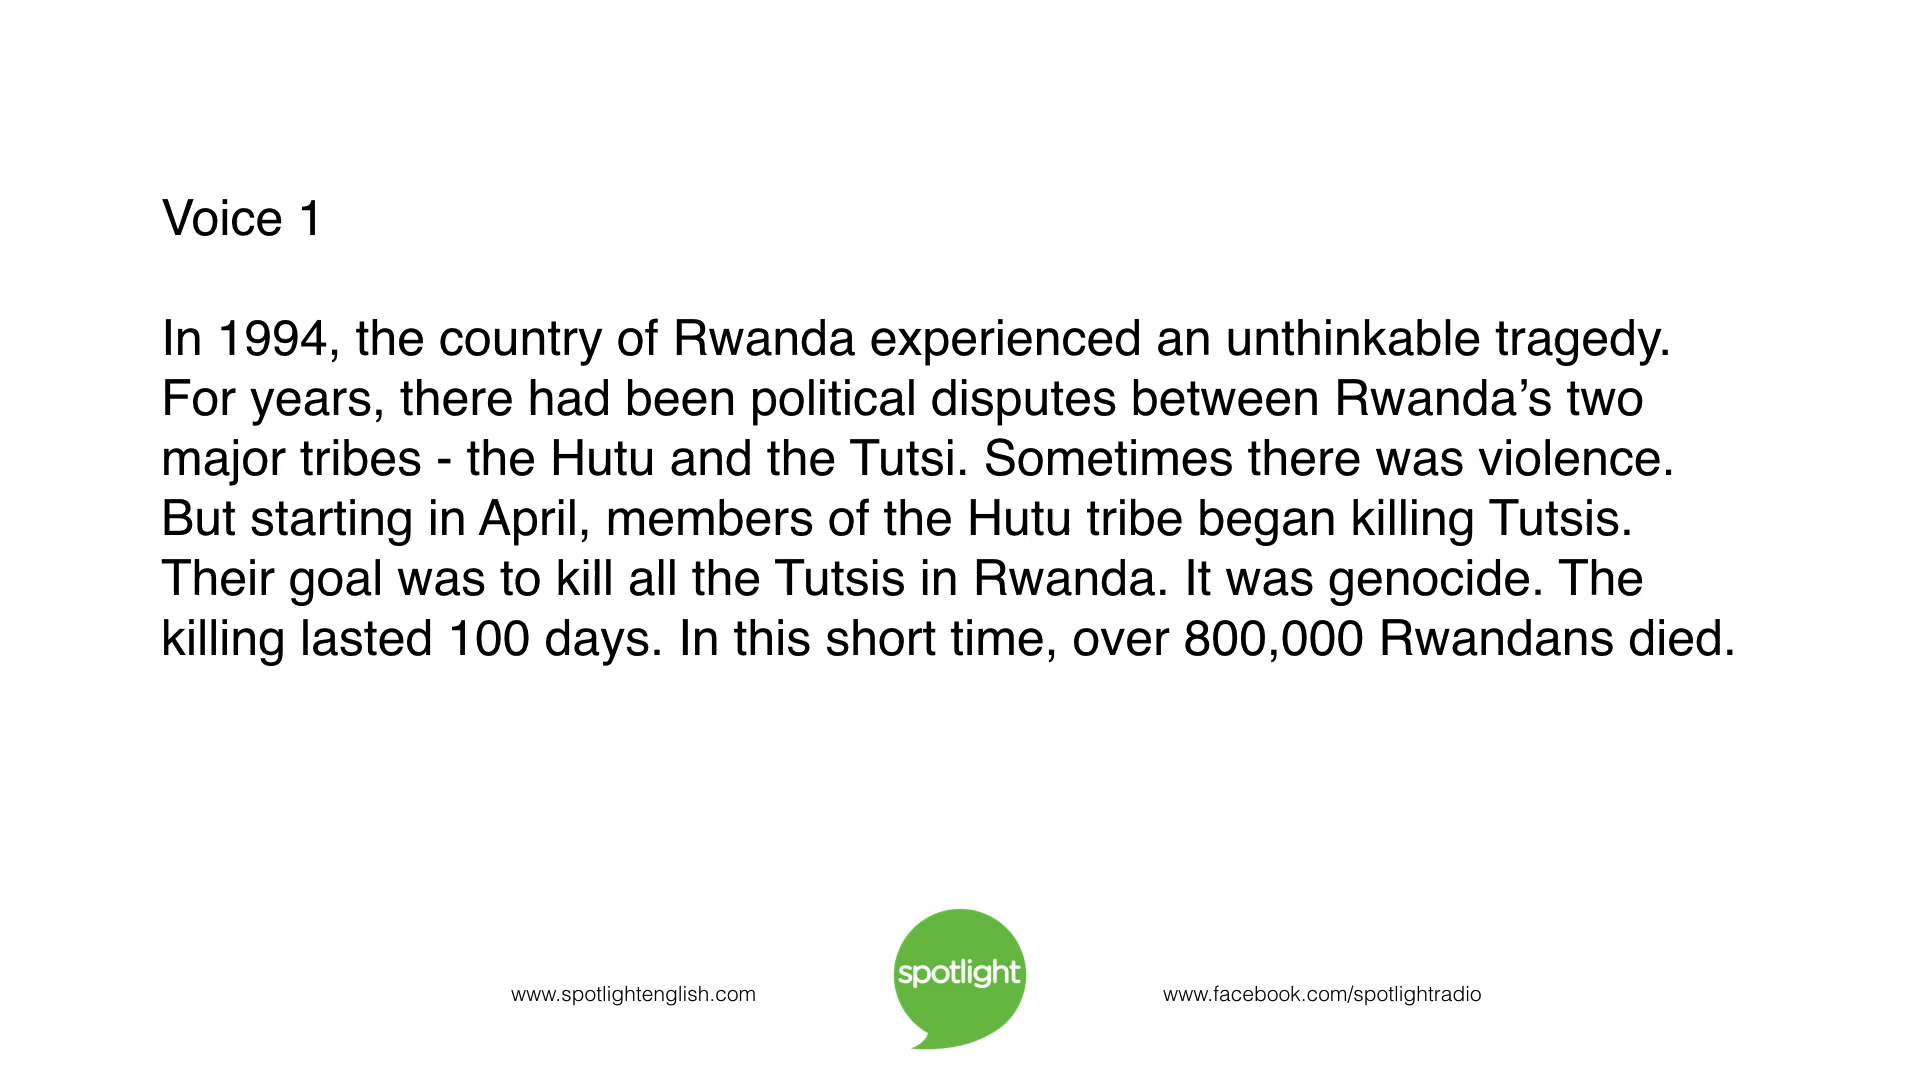 Voice 1
In 1994, the country of Rwanda experienced an unthinkable tragedy.
For years, there had been political disputes between Rwanda’s two
major tribes - the Hutu and the Tutsi. Sometimes there was violence.
But starting in April, members of the Hutu tribe began killing Tutsis.
Their goal was to kill all the Tutsis in Rwanda. It was genocide. The
killing lasted 100 days. In this short time, over 800,000 Rwandans died.
www.spotlightenglish.com
spotlight
www.facebook.com/spotlightradio